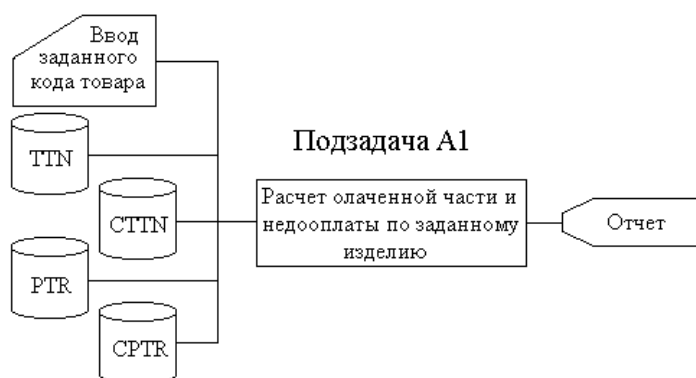 Ввод
заданного
кода товара
TTN
CTTN
PTR
CPTR
Подзадача А1
Расчет олаченной части и
недооплаты по заданному
изделию
Отчет